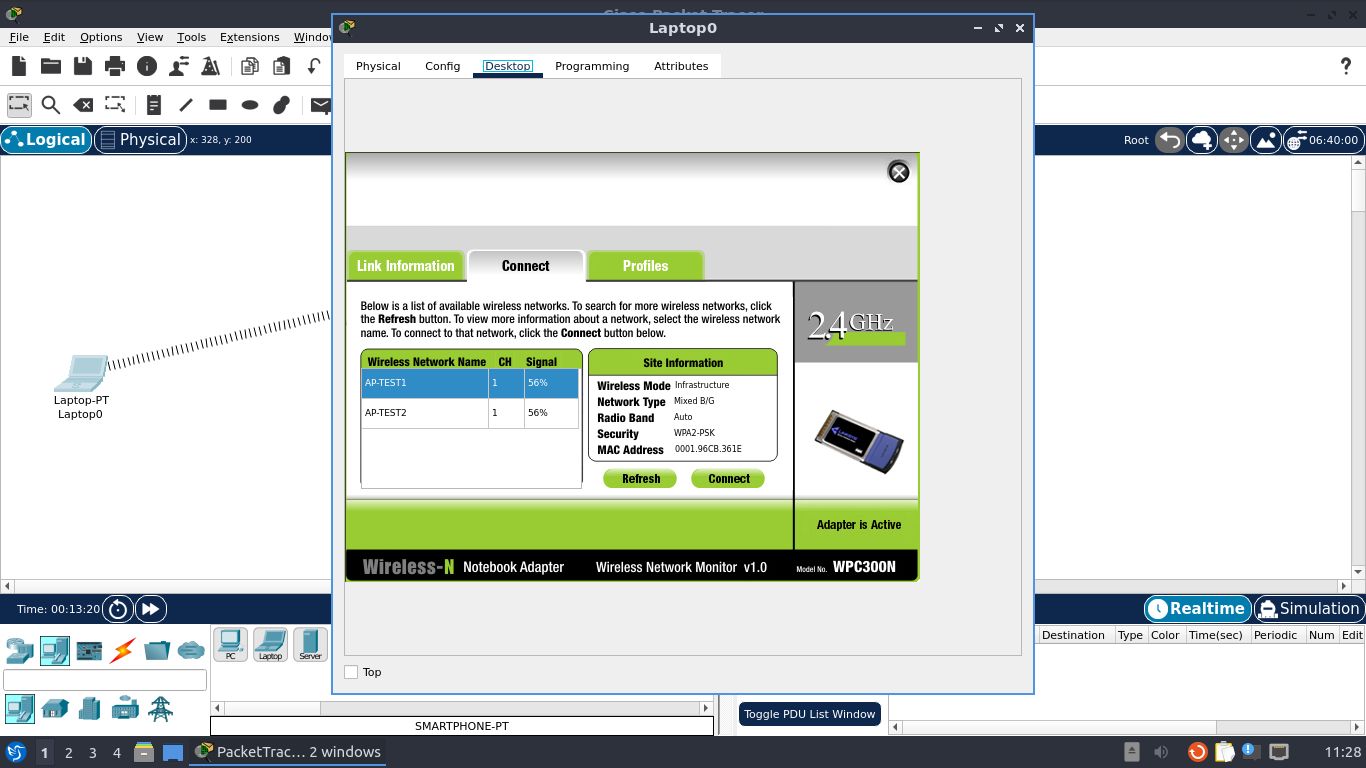 Cisco Packet Tracer
Laptop0
File Edit Options View Tools Extensions
Physical Config Desktop Programming Attributes
?
Logical Physical x: 328, y: 200
Root 06:40:00
Link Information Connect Profiles
Below is a list of available wireless networks. To search for more wireless networks, click
the Refresh button. To view more information about a network, select the wireless network
name. To connect to that network, click the Connect button below.
2.4GHz
Wireless Network Name CH Signal
AP-TEST1 1 56%
AP-TEST2 1 56%
Site Information
Wireless Mode Infrastructure
Network Type Mixed B/G
Radio Band Auto
Security WPA2-PSK
MAC Address 0001.96CB.361E
Refresh Connect
Adapter is Active
Wireless-N Notebook Adapter Wireless Network Monitor v1.0 Model No. WPC300N
Laptop-PT
Laptop0
Time: 00:13:20
Realtime Simulation
PC Laptop Server
Destination Type Color Time(sec) Periodic Num Edit
Top
Toggle PDU List Window
SMARTPHONE-PT
1 2 3 4 PacketTrac... 2 windows
11:28